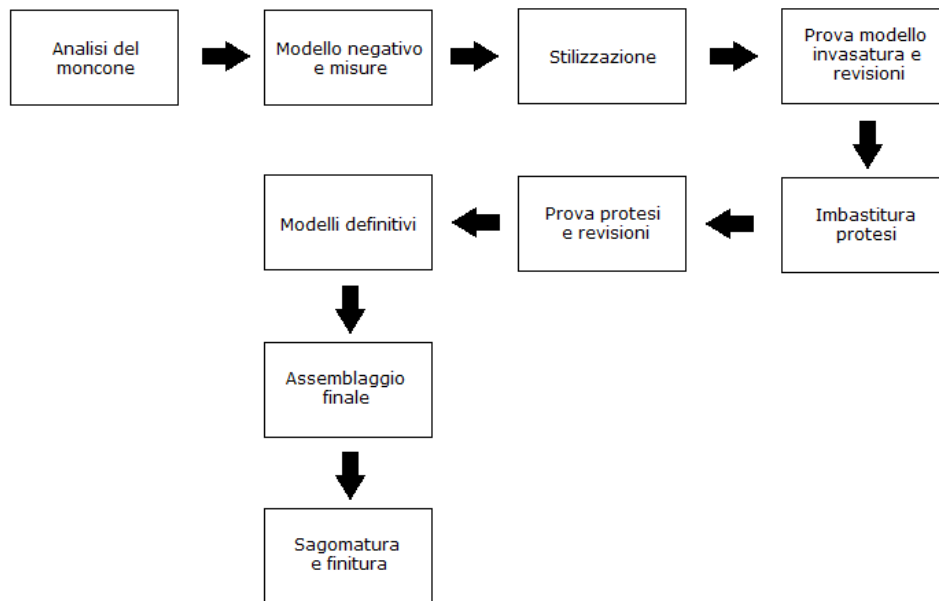 Analisi del
moncone
Modello negativo
e misure
Stilizzazione
Prova modello
invasatura e
revisioni
Imbastitura
protesi
Prova protesi
e revisioni
Modelli definitivi
Assemblaggio
finale
Sagomatura
e finitura